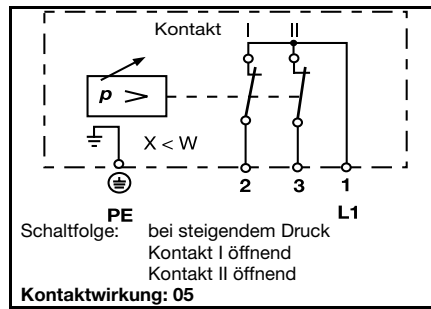 Kontakt I II
p >
X < W
2 3 1
PE L1
Schaltfolge: bei steigendem Druck
Kontakt I öffnend
Kontakt II öffnend
Kontaktwirkung: 05